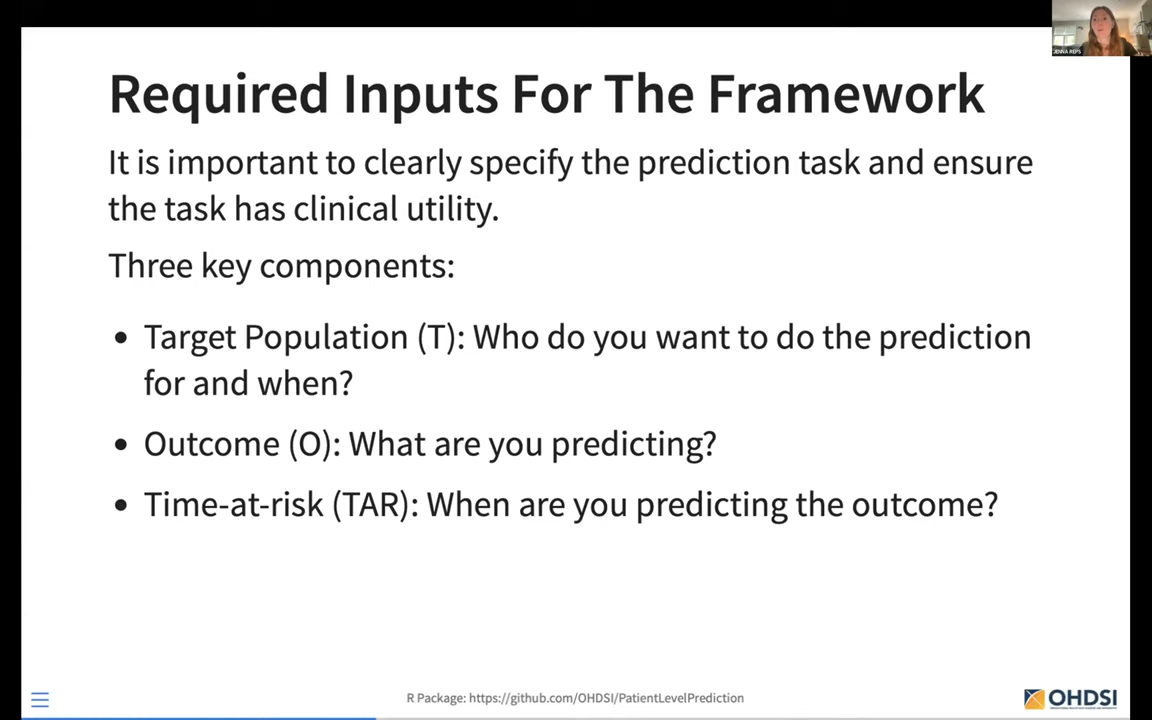 JENNA REPS
Required Inputs For The Framework
It is important to clearly specify the prediction task and ensure
the task has clinical utility.
Three key components:
• Target Population (T): Who do you want to do the prediction
for and when?
• Outcome (O): What are you predicting?
• Time-at-risk (TAR): When are you predicting the outcome?
R Package: https://github.com/OHDSI/PatientLevelPrediction
OHDSI